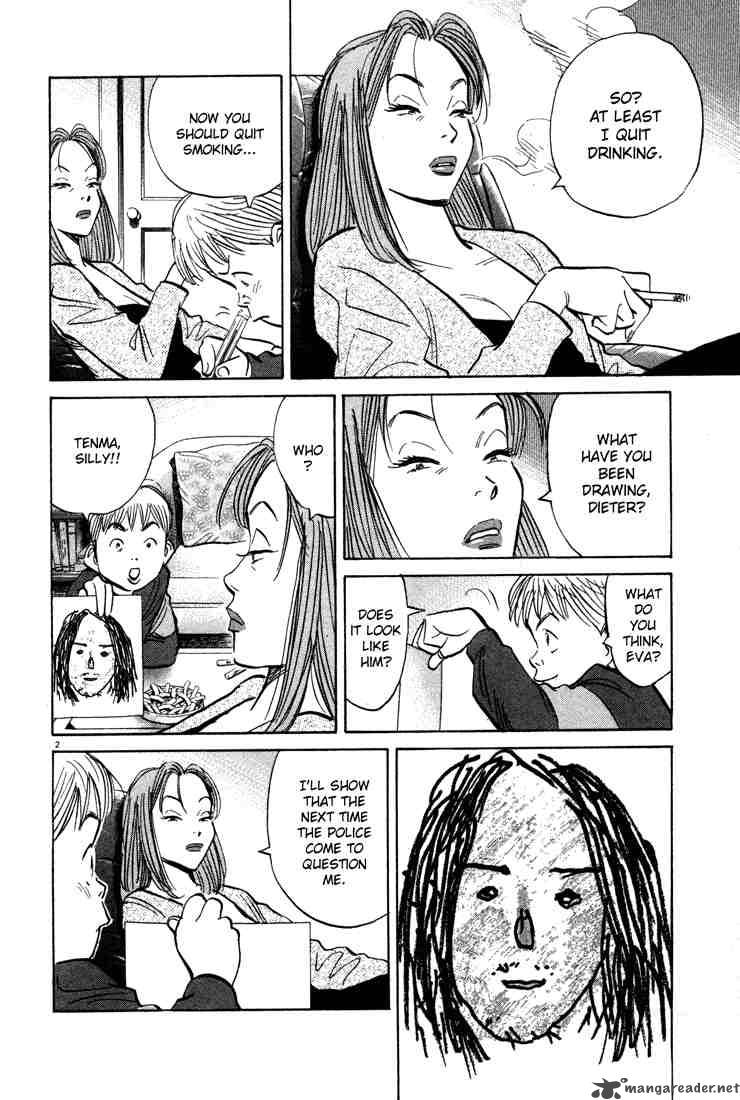 SO?
AT LEAST
I QUIT
DRINKING.
NOW YOU
SHOULD QUIT
SMOKING...
WHAT
HAVE YOU
BEEN
DRAWING,
DIETER?
WHAT
DO
YOU
THINK,
EVA?
DOES
IT LOOK
LIKE
HIM?
WHO?
TENMA,
SILLY!!
2
I'LL SHOW
THAT THE
NEXT TIME
THE POLICE
COME TO
QUESTION
ME.
mangareader.net